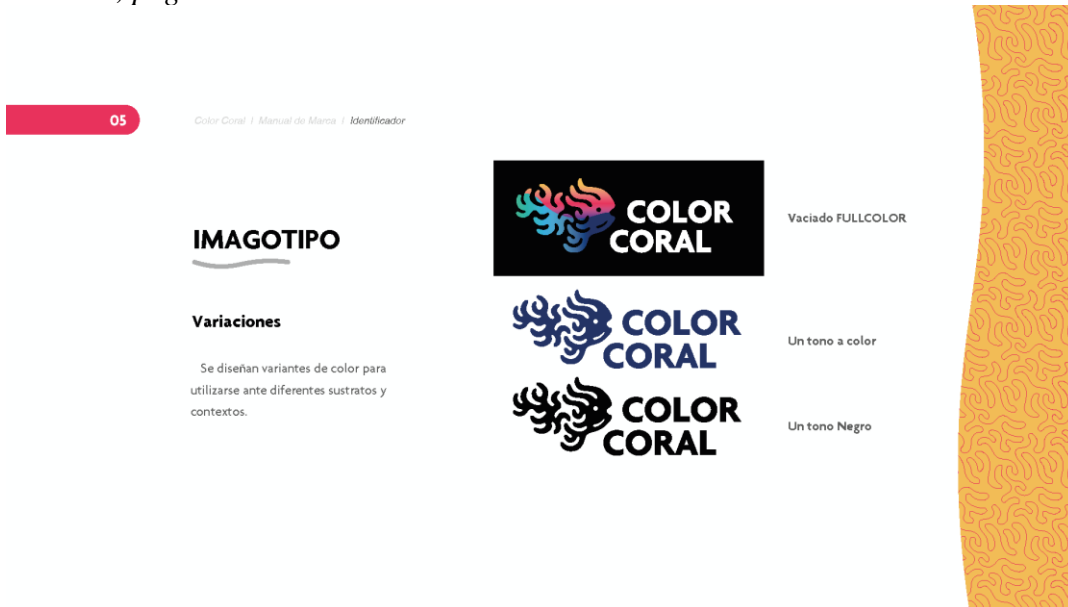 05
Color Coral | Manual de Marca | Identificador
IMAGOTIPO
Variaciones
Se diseñan variantes de color para
utilizarse ante diferentes sustratos y
contextos.
COLOR
CORAL
Vaciado FULLCOLOR
COLOR
CORAL
Un tono a color
COLOR
CORAL
Un tono Negro